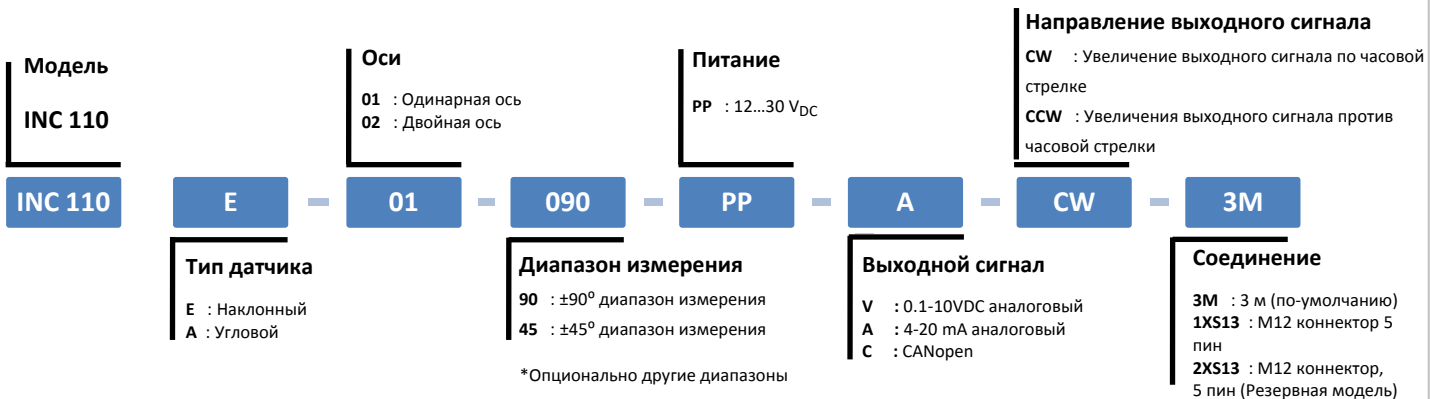 Модель
INC 110
Оси
01 : Одинарная ось
02 : Двойная ось
Питание
PP : 12...30 VDC
Направление выходного сигнала
CW : Увеличение выходного сигнала по часовой
стрелке
CCW : Увеличения выходного сигнала против
часовой стрелки
INC 110 E – 01 – 090 – PP – A – CW – 3M
Тип датчика
E : Наклонный
A : Угловой
Диапазон измерения
90 : ±90º диапазон измерения
45 : ±45º диапазон измерения
*Опционально другие диапазоны
Выходной сигнал
V : 0.1-10VDC аналоговый
A : 4-20 mA аналоговый
C : CANopen
Соединение
3M : 3 м (по-умолчанию)
1XS13 : M12 коннектор 5
пин
2XS13 : M12 коннектор,
5 пин (Резервная модель)